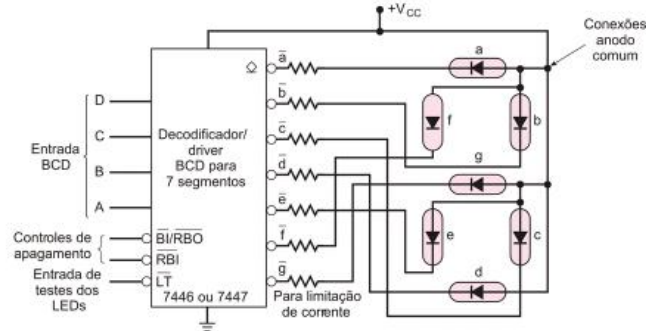 +VCC
Conexões
anodo
comum
a
a
b
f
b
c
D
C
B
A
Entrada
BCD
Decodificador/
driver
BCD para
7 segmentos
d
g
e
e
c
f
d
g
Controles de
apagamento
BI/RBO
RBI
Entrada de
testes dos
LEDs
LT
7446 ou 7447
Para limitação
de corrente